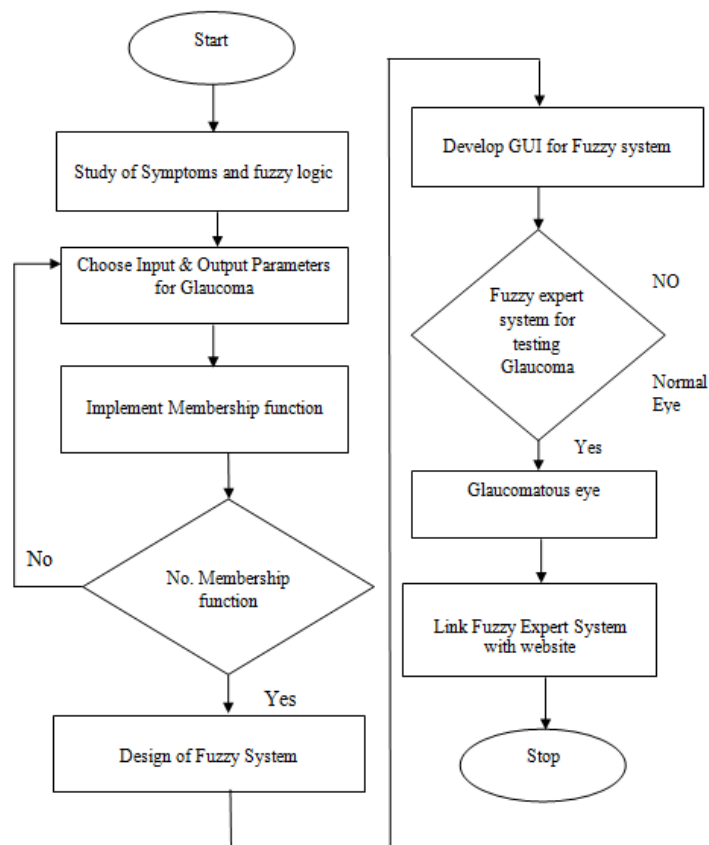 Start
Study of Symptoms and fuzzy logic
Choose Input & Output Parameters
for Glaucoma
Implement Membership function
No
No. Membership
function
Yes
Design of Fuzzy System
Develop GUI for Fuzzy system
Fuzzy expert
system for
testing
Glaucoma
NO
Normal
Eye
Yes
Glaucomatous eye
Link Fuzzy Expert System
with website
Stop